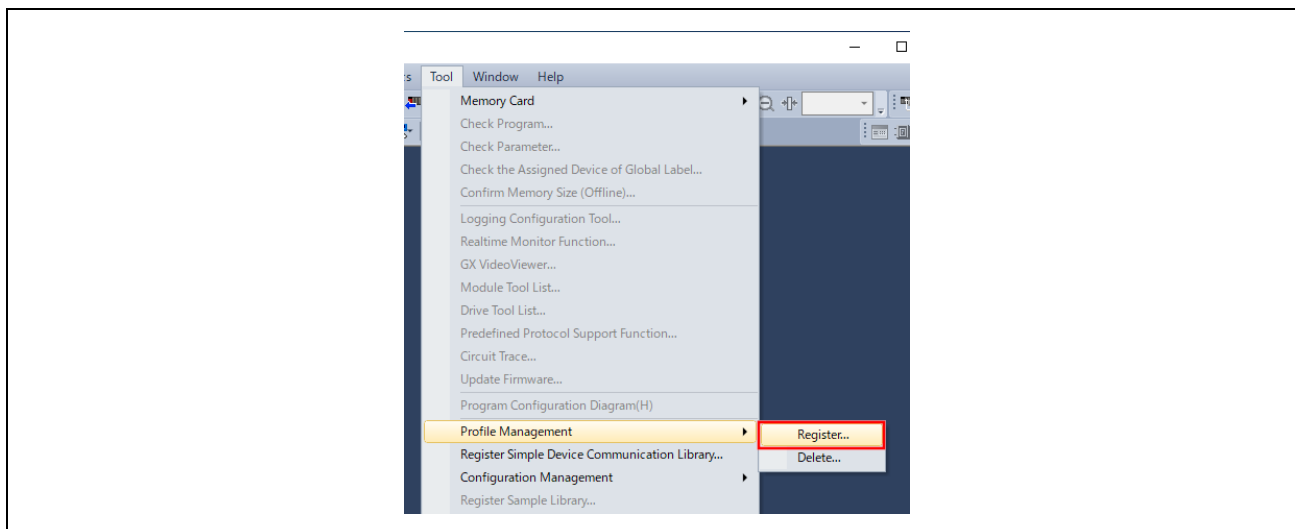 s Tool Window Help
Memory Card
Check Program...
Check Parameter...
Check the Assigned Device of Global Label...
Confirm Memory Size (Offline)...
Logging Configuration Tool...
Realtime Monitor Function...
GX VideoViewer...
Module Tool List...
Drive Tool List...
Predefined Protocol Support Function...
Circuit Trace...
Update Firmware...
Program Configuration Diagram(H)
Profile Management
Register...
Register Simple Device Communication Library...
Delete...
Configuration Management
Register Sample Library...